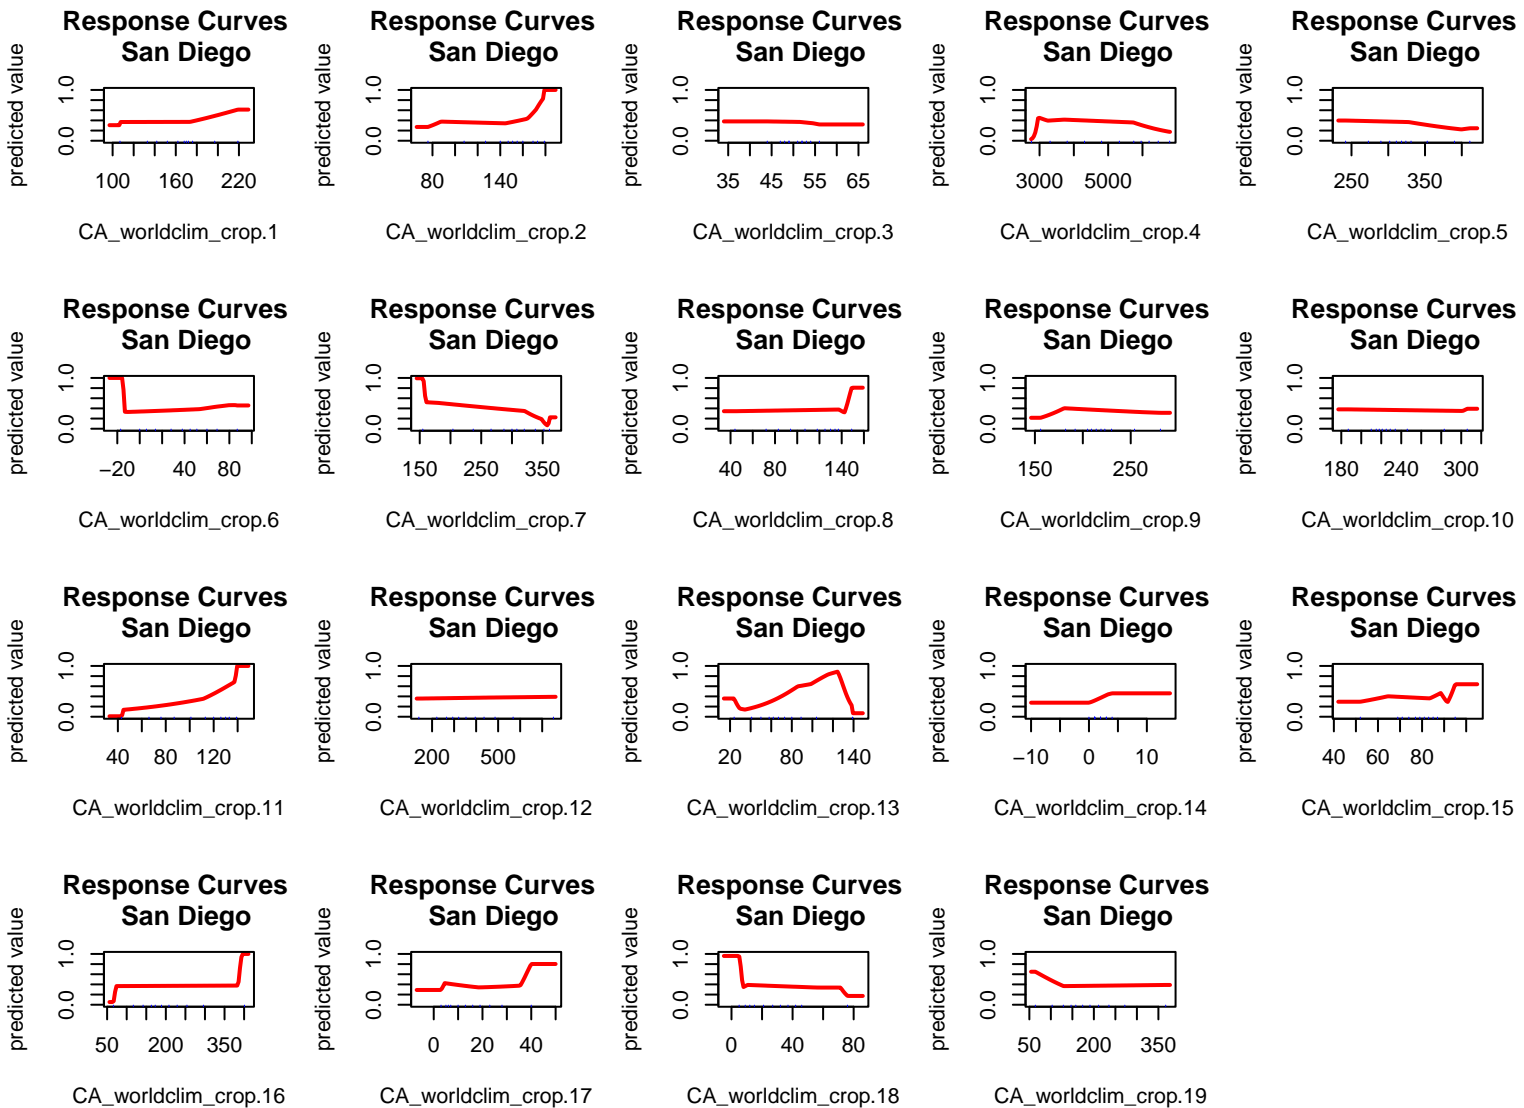 Response Curves
San Diego
predicted value
0.0 1.0
100 160 220
CA_worldclim_crop.1
Response Curves
San Diego
predicted value
0.0 1.0
80 140
CA_worldclim_crop.2
Response Curves
San Diego
predicted value
0.0 1.0
35 45 55 65
CA_worldclim_crop.3
Response Curves
San Diego
predicted value
0.0 1.0
3000 5000
CA_worldclim_crop.4
Response Curves
San Diego
predicted value
0.0 1.0
250 350
CA_worldclim_crop.5
Response Curves
San Diego
predicted value
0.0 1.0
−20 40 80
CA_worldclim_crop.6
Response Curves
San Diego
predicted value
0.0 1.0
150 250 350
CA_worldclim_crop.7
Response Curves
San Diego
predicted value
0.0 1.0
40 80 140
CA_worldclim_crop.8
Response Curves
San Diego
predicted value
0.0 1.0
150 250
CA_worldclim_crop.9
Response Curves
San Diego
predicted value
0.0 1.0
180 240 300
CA_worldclim_crop.10
Response Curves
San Diego
predicted value
0.0 1.0
40 80 120
CA_worldclim_crop.11
Response Curves
San Diego
predicted value
0.0 1.0
200 500
CA_worldclim_crop.12
Response Curves
San Diego
predicted value
0.0 1.0
20 80 140
CA_worldclim_crop.13
Response Curves
San Diego
predicted value
0.0 1.0
−10 0 10
CA_worldclim_crop.14
Response Curves
San Diego
predicted value
0.0 1.0
40 60 80
CA_worldclim_crop.15
Response Curves
San Diego
predicted value
0.0 1.0
50 200 350
CA_worldclim_crop.16
Response Curves
San Diego
predicted value
0.0 1.0
0 20 40
CA_worldclim_crop.17
Response Curves
San Diego
predicted value
0.0 1.0
0 40 80
CA_worldclim_crop.18
Response Curves
San Diego
predicted value
0.0 1.0
50 200 350
CA_worldclim_crop.19